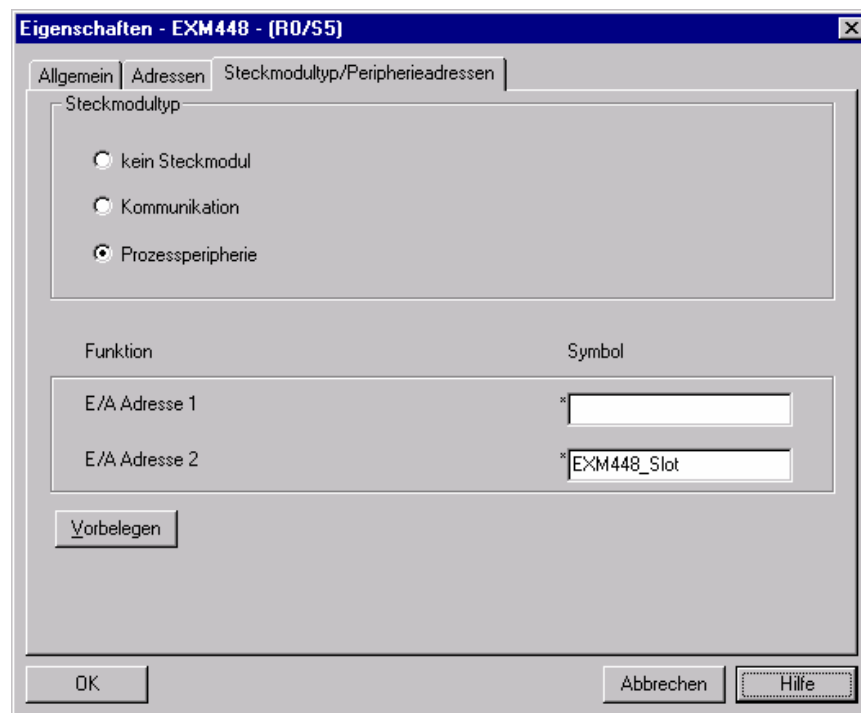 Eigenschaften - EXM448 - (R0/S5)
Allgemein Adressen Steckmodultyp/Peripherieadressen
Steckmodultyp
kein Steckmodul
Kommunikation
Prozessperipherie
Funktion Symbol
E/A Adresse 1 *
E/A Adresse 2 * EXM448_Slot
Vorbelegen
OK Abbrechen Hilfe